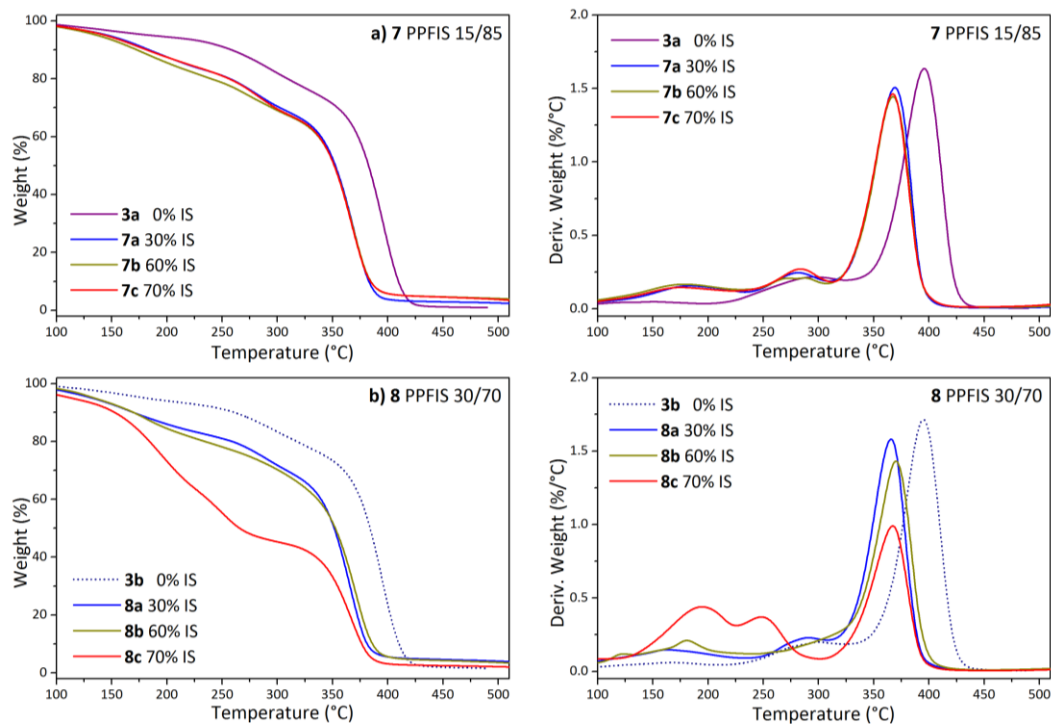 100
80
60
40
20
0
Weight (%)
a) 7 PPFIS 15/85
3a 0% IS
7a 30% IS
7b 60% IS
7c 70% IS
100 150 200 250 300 350 400 450 500
Temperature (°C)
2.0
1.5
1.0
0.5
0.0
Deriv. Weight (%/°C)
7 PPFIS 15/85
3a 0% IS
7a 30% IS
7b 60% IS
7c 70% IS
100 150 200 250 300 350 400 450 500
Temperature (°C)
100
80
60
40
20
0
Weight (%)
b) 8 PPFIS 30/70
3b 0% IS
8a 30% IS
8b 60% IS
8c 70% IS
100 150 200 250 300 350 400 450 500
Temperature (°C)
2.0
1.5
1.0
0.5
0.0
Deriv. Weight (%/°C)
8 PPFIS 30/70
3b 0% IS
8a 30% IS
8b 60% IS
8c 70% IS
100 150 200 250 300 350 400 450 500
Temperature (°C)